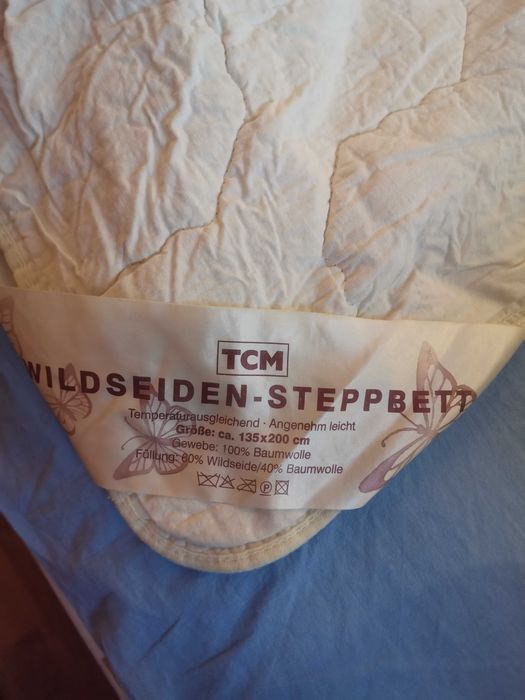 TCM
WILDSEIDEN-STEPPBETT
Temperaturausgleichend · Angenehm leicht
Größe: ca. 135x200 cm
Gewebe: 100% Baumwolle
Füllung: 60% Wildseide/40% Baumwolle
P